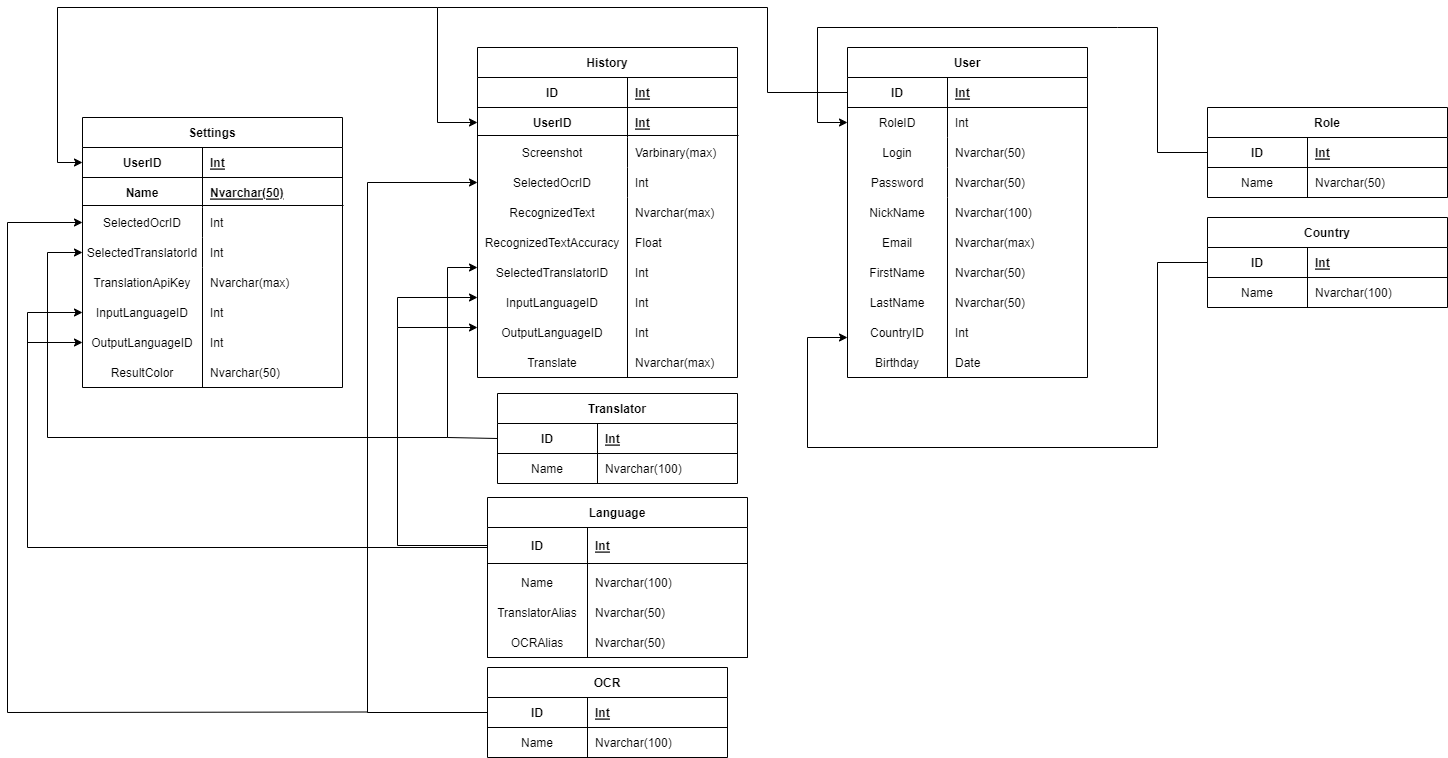 Settings
UserID Int
Name Nvarchar(50)
SelectedOcrID Int
SelectedTranslatorId Int
TranslationApiKey Nvarchar(max)
InputLanguageID Int
OutputLanguageID Int
ResultColor Nvarchar(50)
History
ID Int
UserID Int
Screenshot Varbinary(max)
SelectedOcrID Int
RecognizedText Nvarchar(max)
RecognizedTextAccuracy Float
SelectedTranslatorID Int
InputLanguageID Int
OutputLanguageID Int
Translate Nvarchar(max)
User
ID Int
RoleID Int
Login Nvarchar(50)
Password Nvarchar(50)
NickName Nvarchar(100)
Email Nvarchar(max)
FirstName Nvarchar(50)
LastName Nvarchar(50)
CountryID Int
Birthday Date
Role
ID Int
Name Nvarchar(50)
Country
ID Int
Name Nvarchar(100)
Translator
ID Int
Name Nvarchar(100)
Language
ID Int
Name Nvarchar(100)
TranslatorAlias Nvarchar(50)
OCRAlias Nvarchar(50)
OCR
ID Int
Name Nvarchar(100)